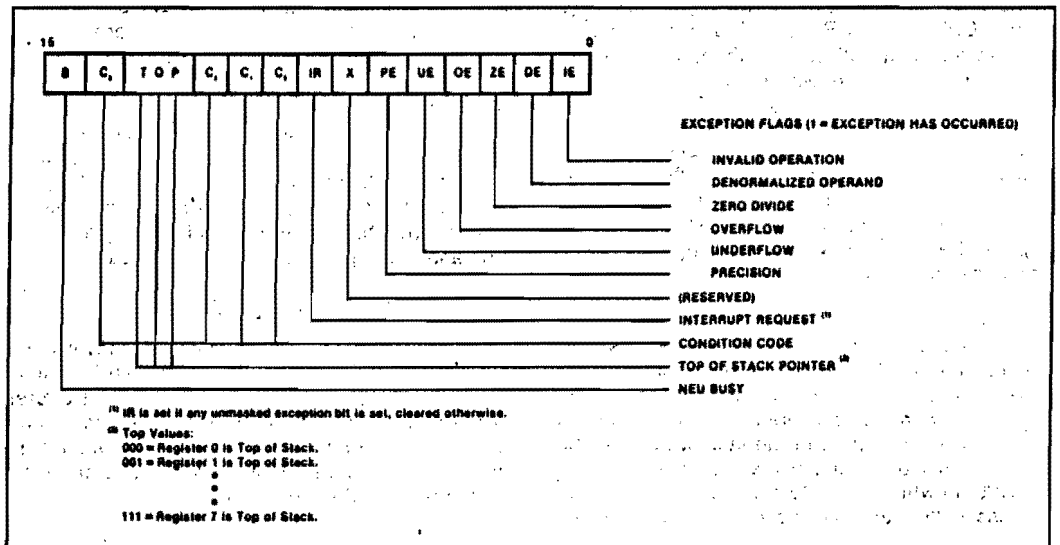 15 0
B C₃ T O P C₂ C₁ C₀ IR X PE UE OE ZE DE IE
EXCEPTION FLAGS (1 = EXCEPTION HAS OCCURRED)
INVALID OPERATION
DENORMALIZED OPERAND
ZERO DIVIDE
OVERFLOW
UNDERFLOW
PRECISION
(RESERVED)
INTERRUPT REQUEST (1)
CONDITION CODE
TOP OF STACK POINTER (2)
NEU BUSY
(1) IR is set if any unmasked exception bit is set, cleared otherwise.
(2) Top Values:
000 = Register 0 is Top of Stack.
001 = Register 1 is Top of Stack.
•
•
•
111 = Register 7 is Top of Stack.